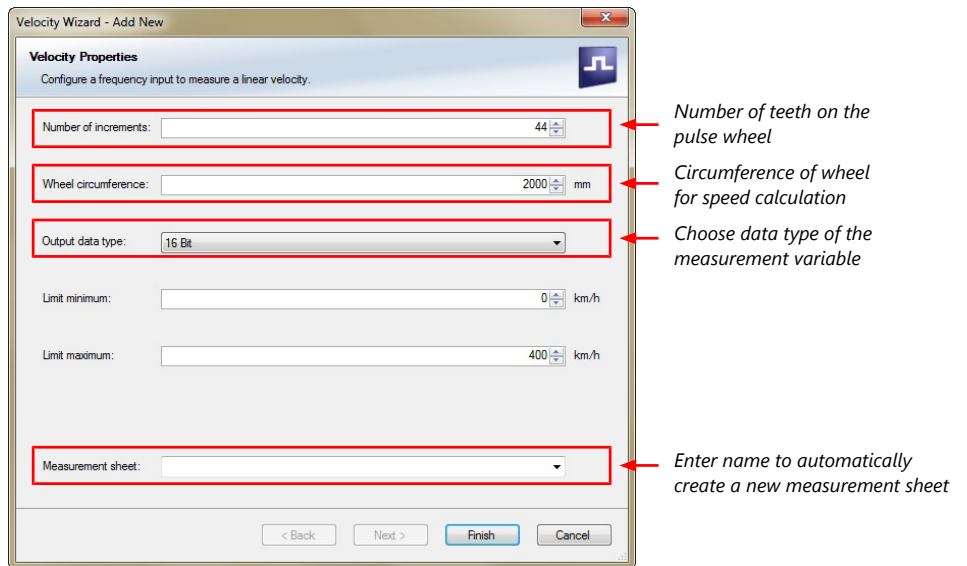 Velocity Wizard - Add New
Velocity Properties
Configure a frequency input to measure a linear velocity.
Number of increments: 44
Number of teeth on the
pulse wheel
Wheel circumference: 2000 mm
Circumference of wheel
for speed calculation
Output data type: 16 Bit
Choose data type of the
measurement variable
Limit minimum: 0 km/h
Limit maximum: 400 km/h
Measurement sheet:
Enter name to automatically
create a new measurement sheet
< Back Next > Finish Cancel